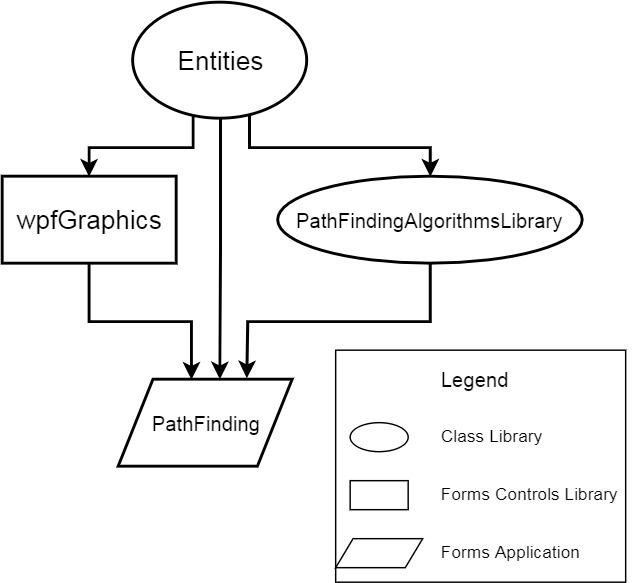 Entities
wpfGraphics
PathFindingAlgorithmsLibrary
PathFinding
Legend
Class Library
Forms Controls Library
Forms Application